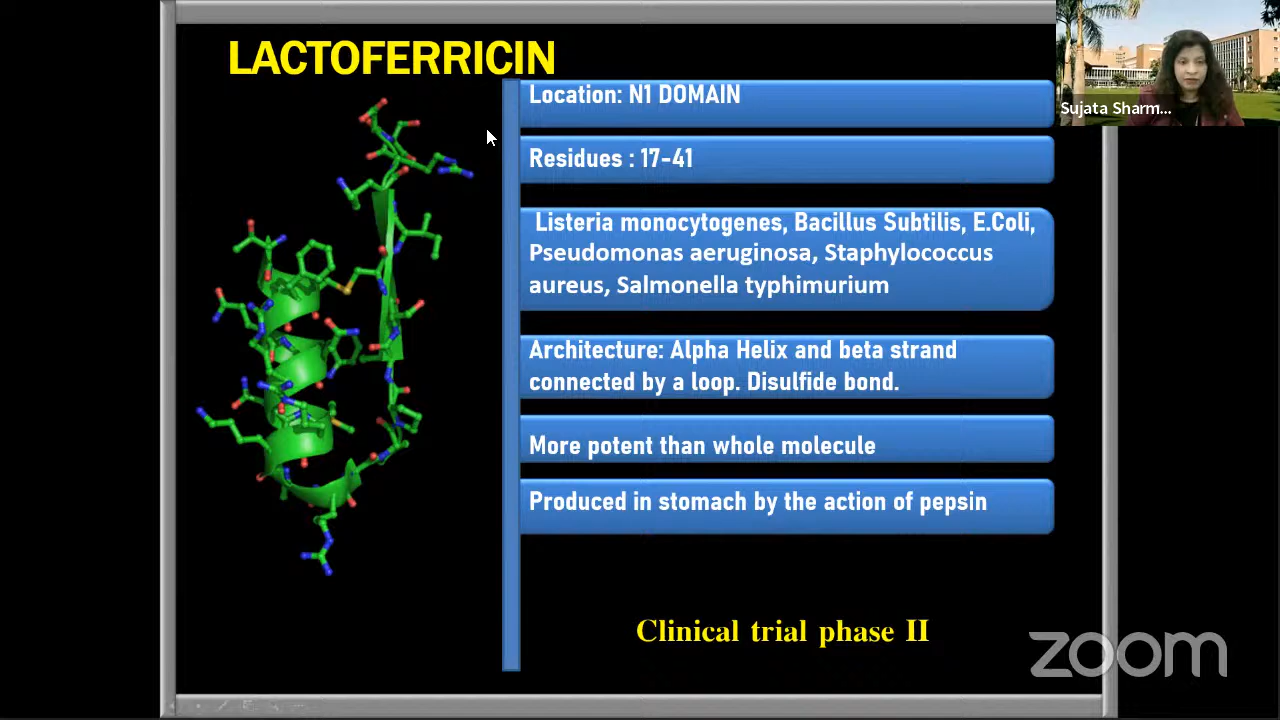 LACTOFERRICIN
Location: N1 DOMAIN
Sujata Sharm...
Residues : 17-41
Listeria monocytogenes, Bacillus Subtilis, E.Coli,
Pseudomonas aeruginosa, Staphylococcus
aureus, Salmonella typhimurium
Architecture: Alpha Helix and beta strand
connected by a loop. Disulfide bond.
More potent than whole molecule
Produced in stomach by the action of pepsin
Clinical trial phase II
zoom